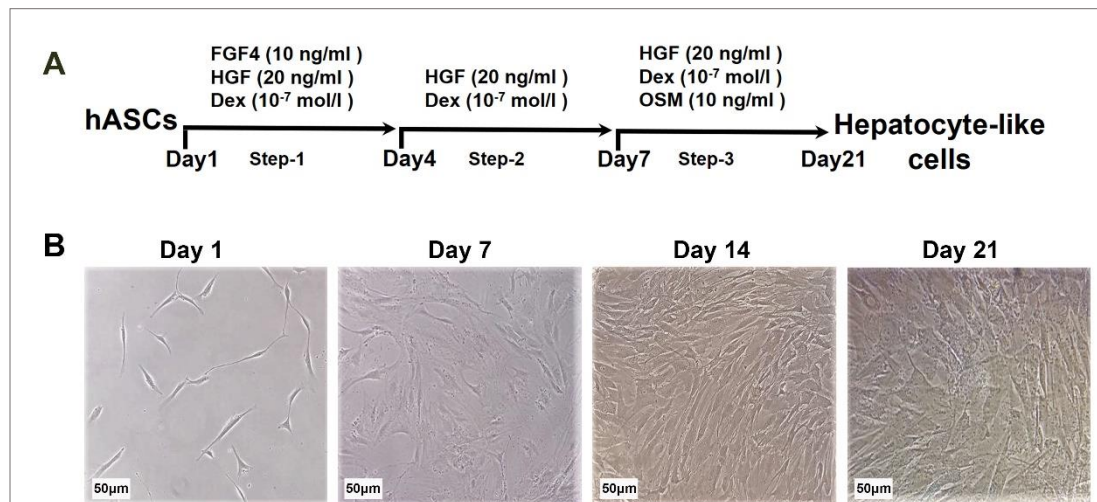 A
FGF4 (10 ng/ml )
HGF (20 ng/ml )
Dex (10⁻⁷ mol/l )
HGF (20 ng/ml )
Dex (10⁻⁷ mol/l )
HGF (20 ng/ml )
Dex (10⁻⁷ mol/l )
OSM (10 ng/ml )
hASCs
Day1 Step-1 Day4 Step-2 Day7 Step-3 Day21
Hepatocyte-like
cells
B
Day 1 Day 7 Day 14 Day 21
50µm 50µm 50µm 50µm